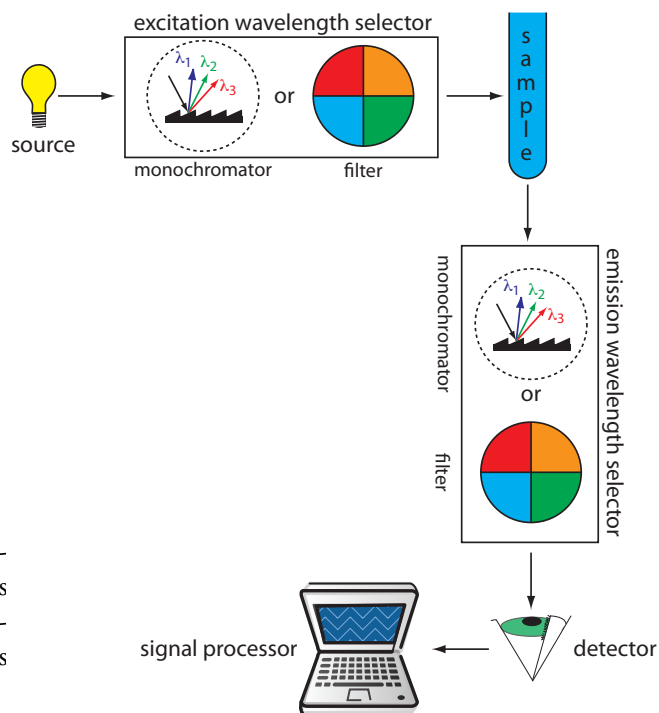 excitation wavelength selector
λ1
λ2
λ3
or
source
monochromator
filter
sample
emission wavelength selector
monochromator
λ1
λ2
λ3
or
filter
s
s
signal processor
detector